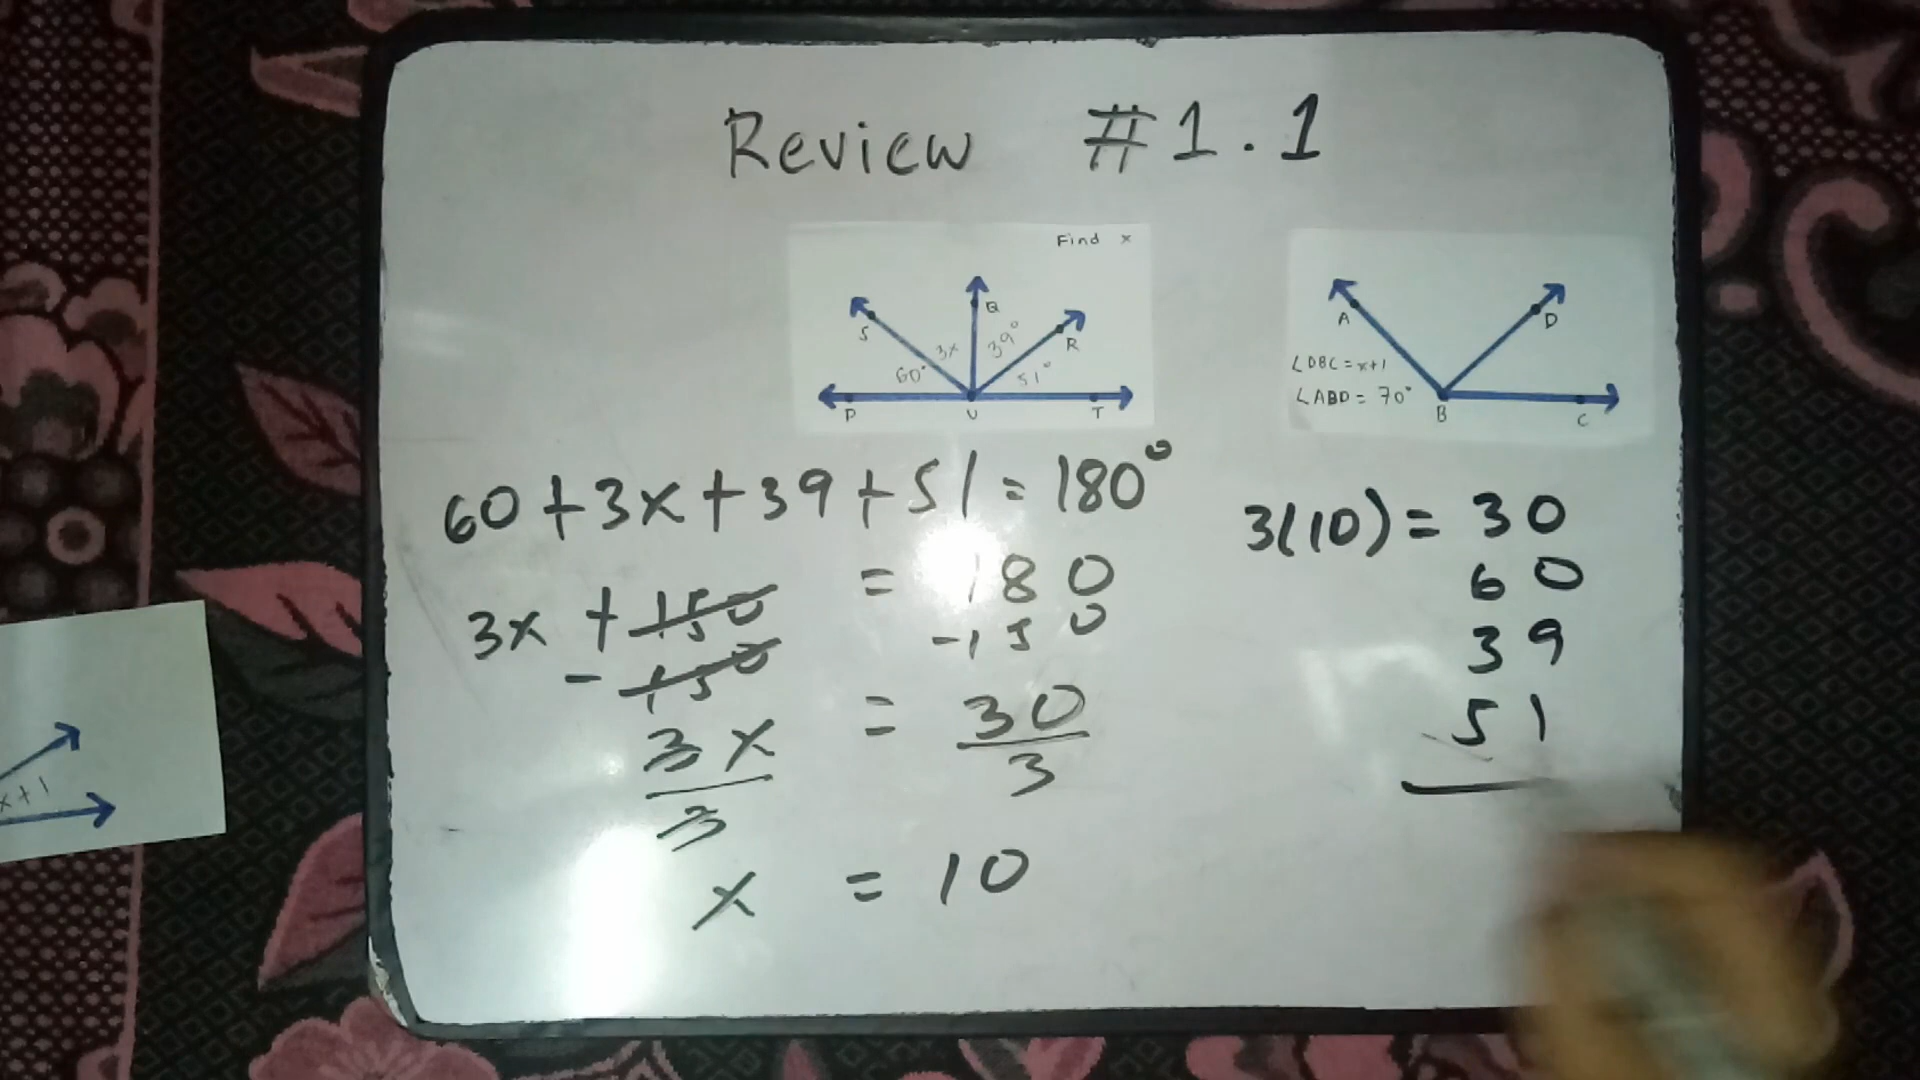 Review #1.1
Find x
S
Q
R
3x
39°
60°
51°
P
U
T
A
D
∠DBC = x+1
∠ABD = 70°
B
C
60+3x+39+51=180°
3x + 150 = 180
- 150 -150
3x = 30
3 3
x = 10
3(10) = 30
60
39
51
x+1